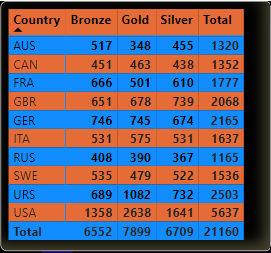 Country Bronze Gold Silver Total
AUS 517 348 455 1320
CAN 451 463 438 1352
FRA 666 501 610 1777
GBR 651 678 739 2068
GER 746 745 674 2165
ITA 531 575 531 1637
RUS 408 390 367 1165
SWE 535 479 522 1536
URS 689 1082 732 2503
USA 1358 2638 1641 5637
Total 6552 7899 6709 21160